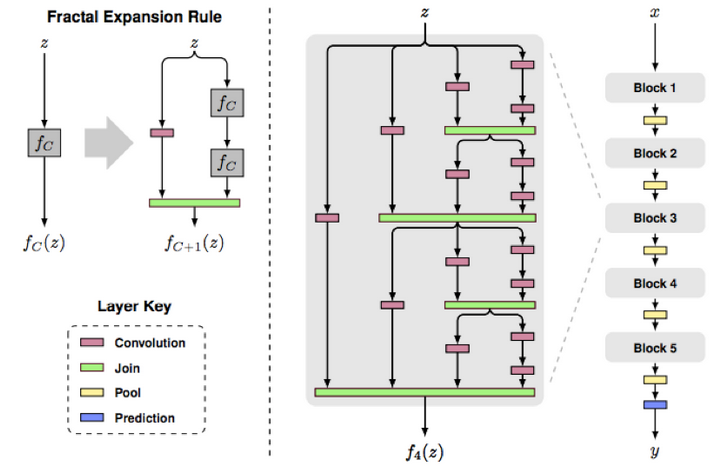 Fractal Expansion Rule
z
f_C
f_C(z)
z
f_C
f_C
f_{C+1}(z)
Layer Key
Convolution
Join
Pool
Prediction
z
f_4(z)
x
Block 1
Block 2
Block 3
Block 4
Block 5
y